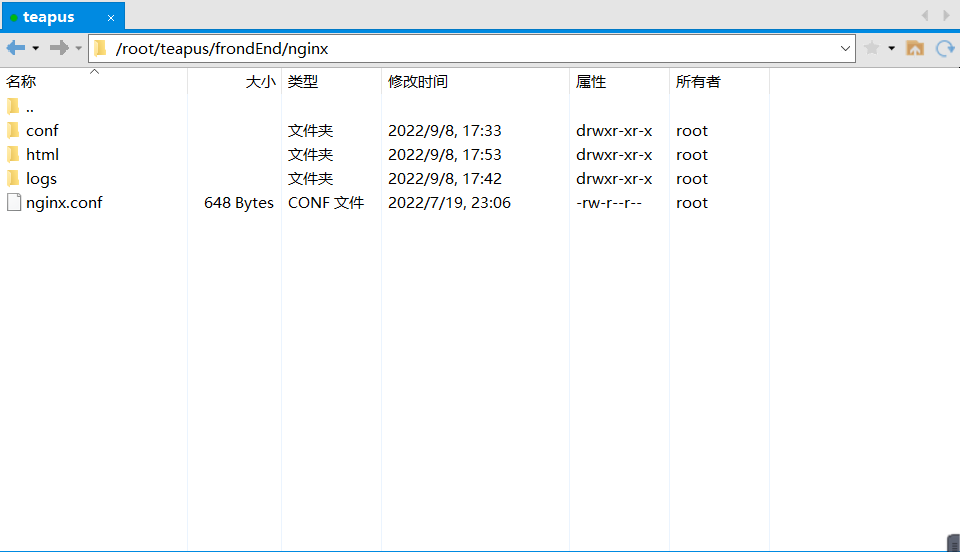 teapus
/root/teapus/frondEnd/nginx
名称 大小 类型 修改时间 属性 所有者
..
conf 文件夹 2022/9/8, 17:33 drwxr-xr-x root
html 文件夹 2022/9/8, 17:53 drwxr-xr-x root
logs 文件夹 2022/9/8, 17:42 drwxr-xr-x root
nginx.conf 648 Bytes CONF 文件 2022/7/19, 23:06 -rw-r--r-- root